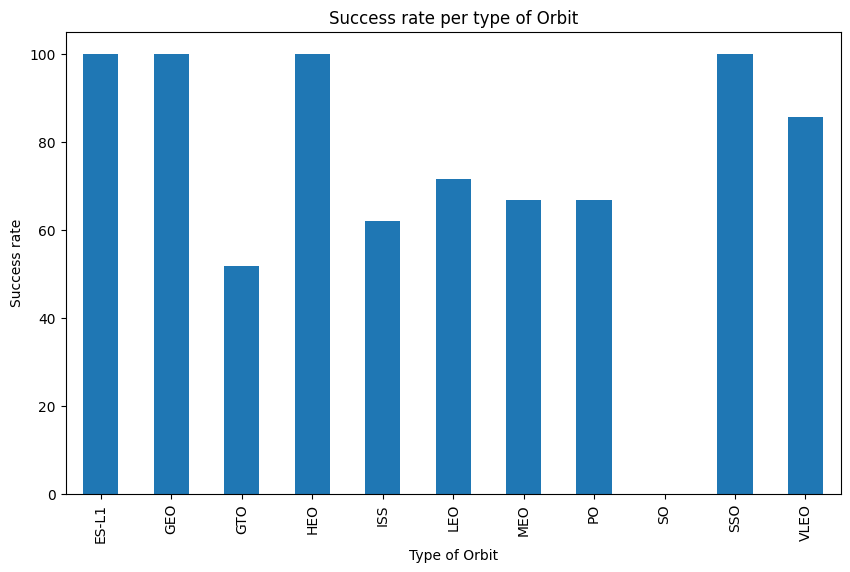 Success rate per type of Orbit
Success rate
100
80
60
40
20
0
ES-L1
GEO
GTO
HEO
ISS
LEO
MEO
PO
SO
SSO
VLEO
Type of Orbit